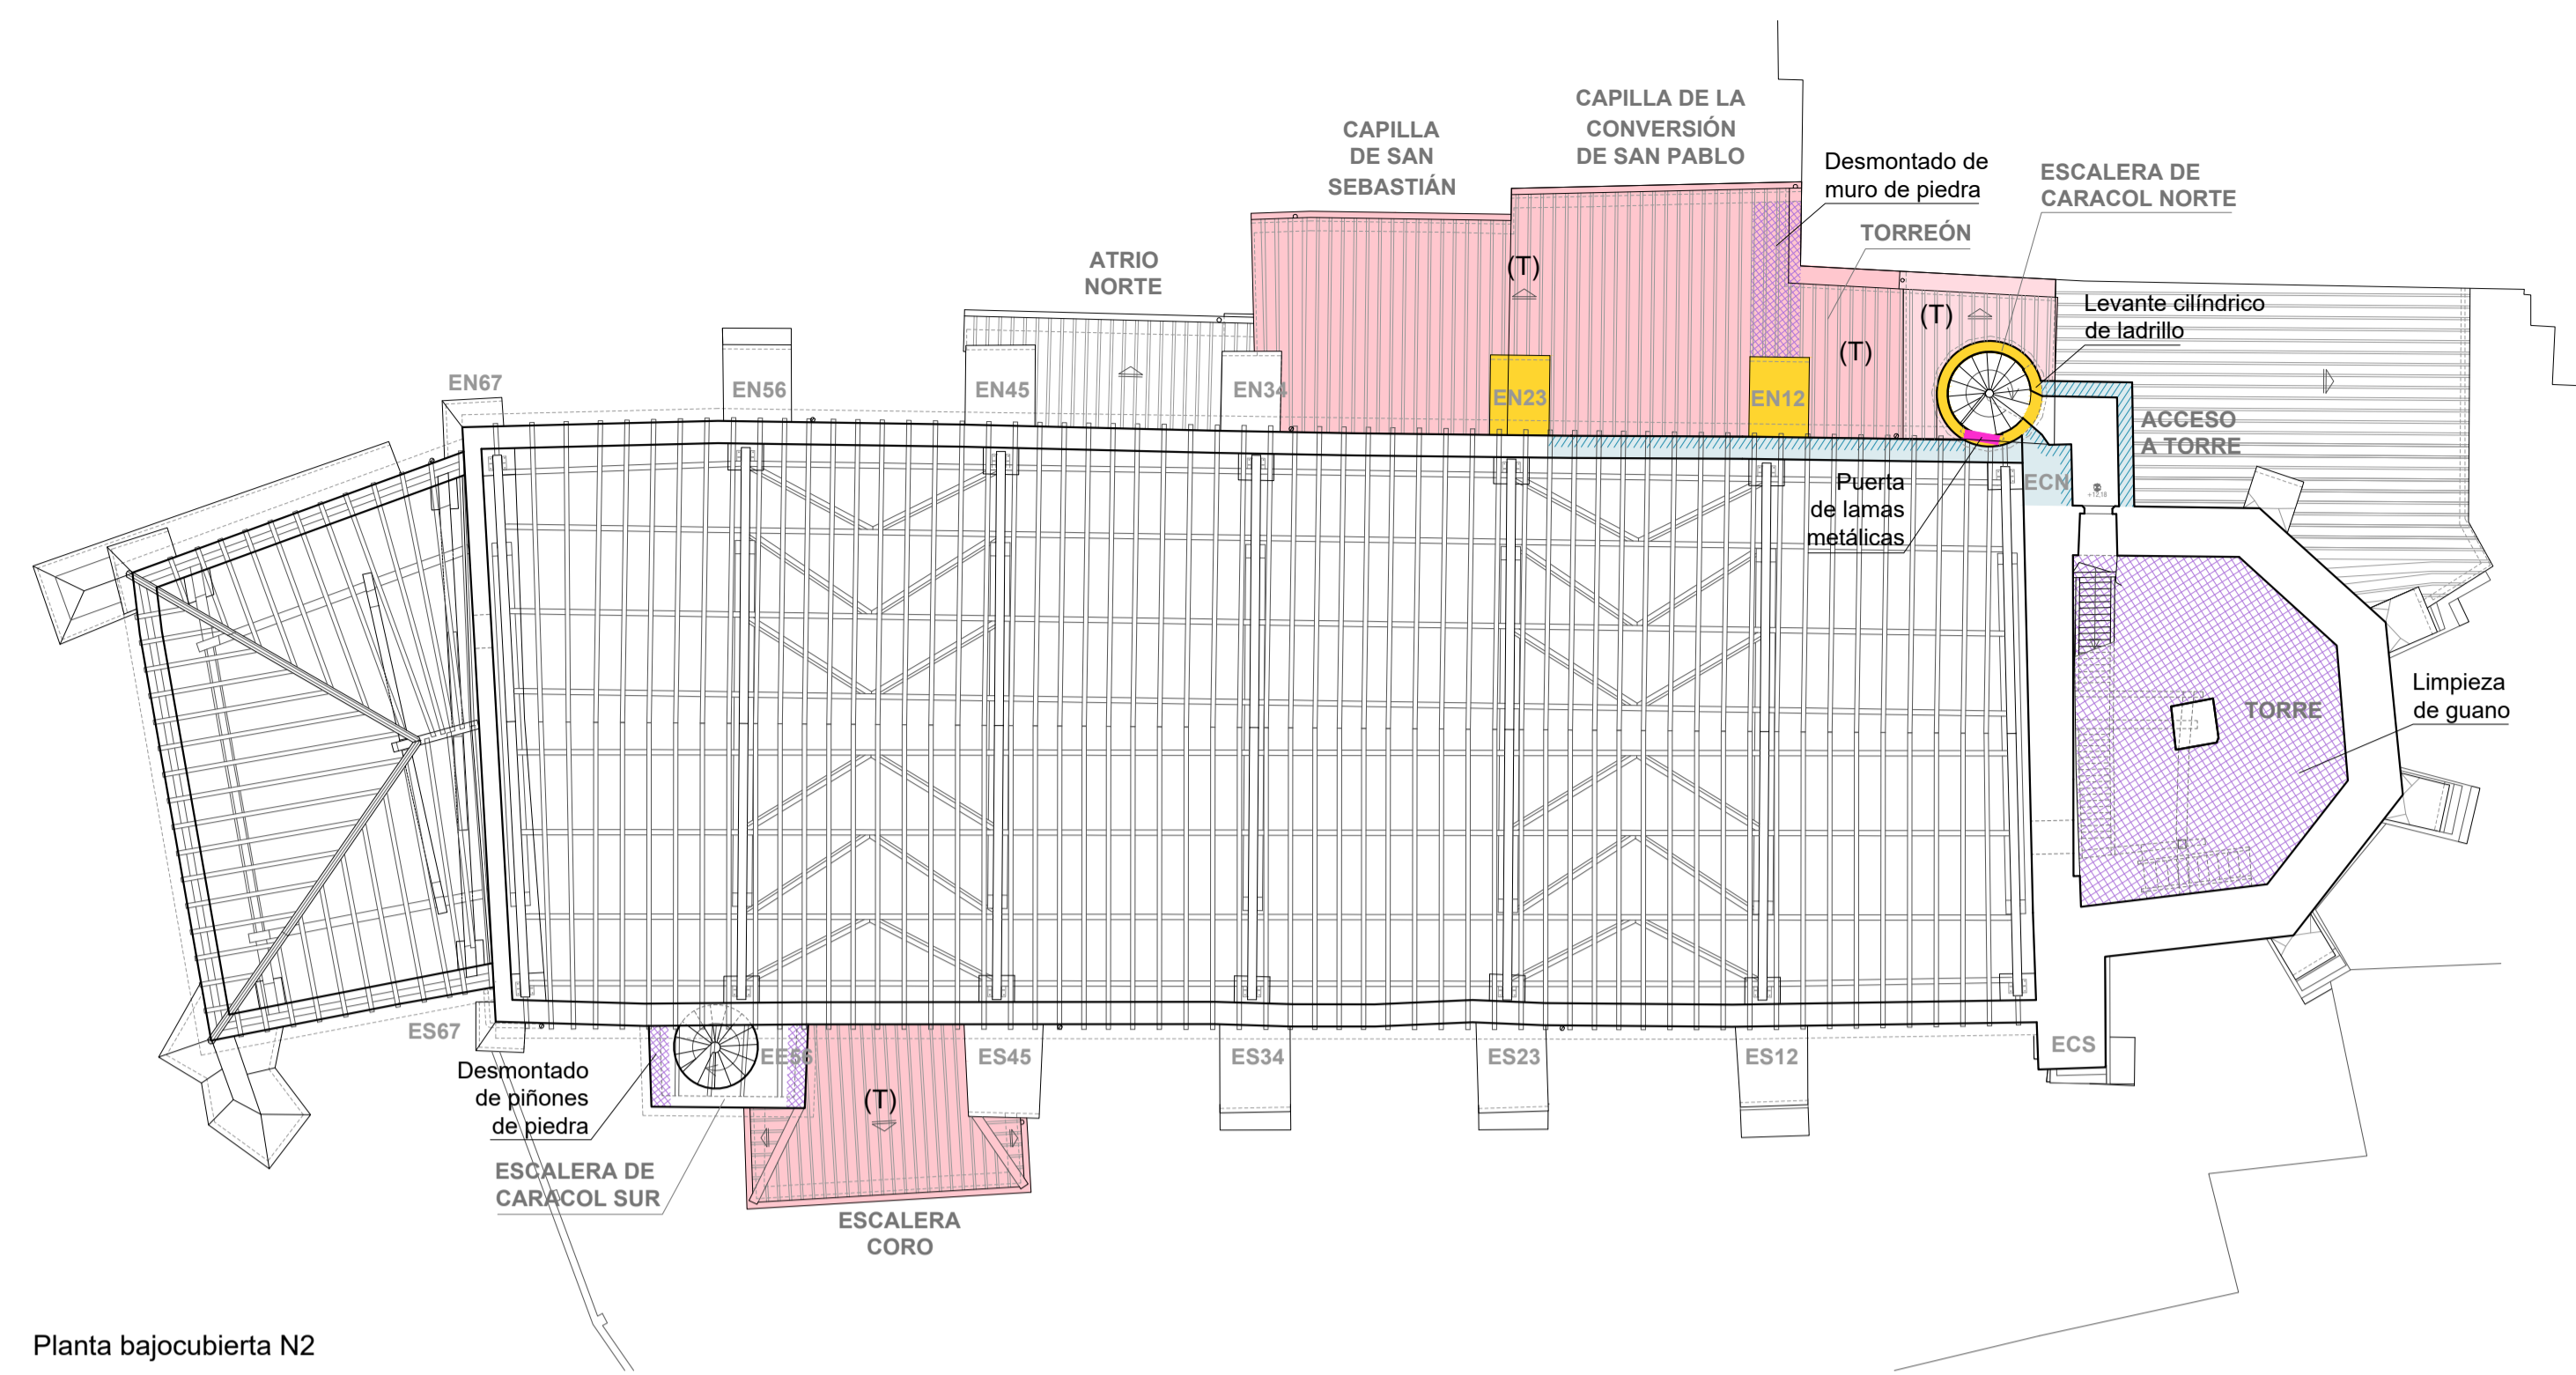 CAPILLA DE LA
CONVERSIÓN
DE SAN PABLO
CAPILLA
DE SAN
SEBASTIÁN
Desmontado de
muro de piedra
ESCALERA DE
CARACOL NORTE
TORREÓN
ATRIO
NORTE
(T)
(T)
(T)
Levante cilíndrico
de ladrillo
EN67
EN56
EN45
EN34
EN23
EN12
ACCESO
A TORRE
Puerta
de lamas
metálicas
ECN
+12,18
TORRE
Limpieza
de guano
ES67
EE56
ES45
ES34
ES23
ES12
ECS
Desmontado
de piñones
de piedra
(T)
ESCALERA DE
CARACOL SUR
ESCALERA
CORO
Planta bajocubierta N2